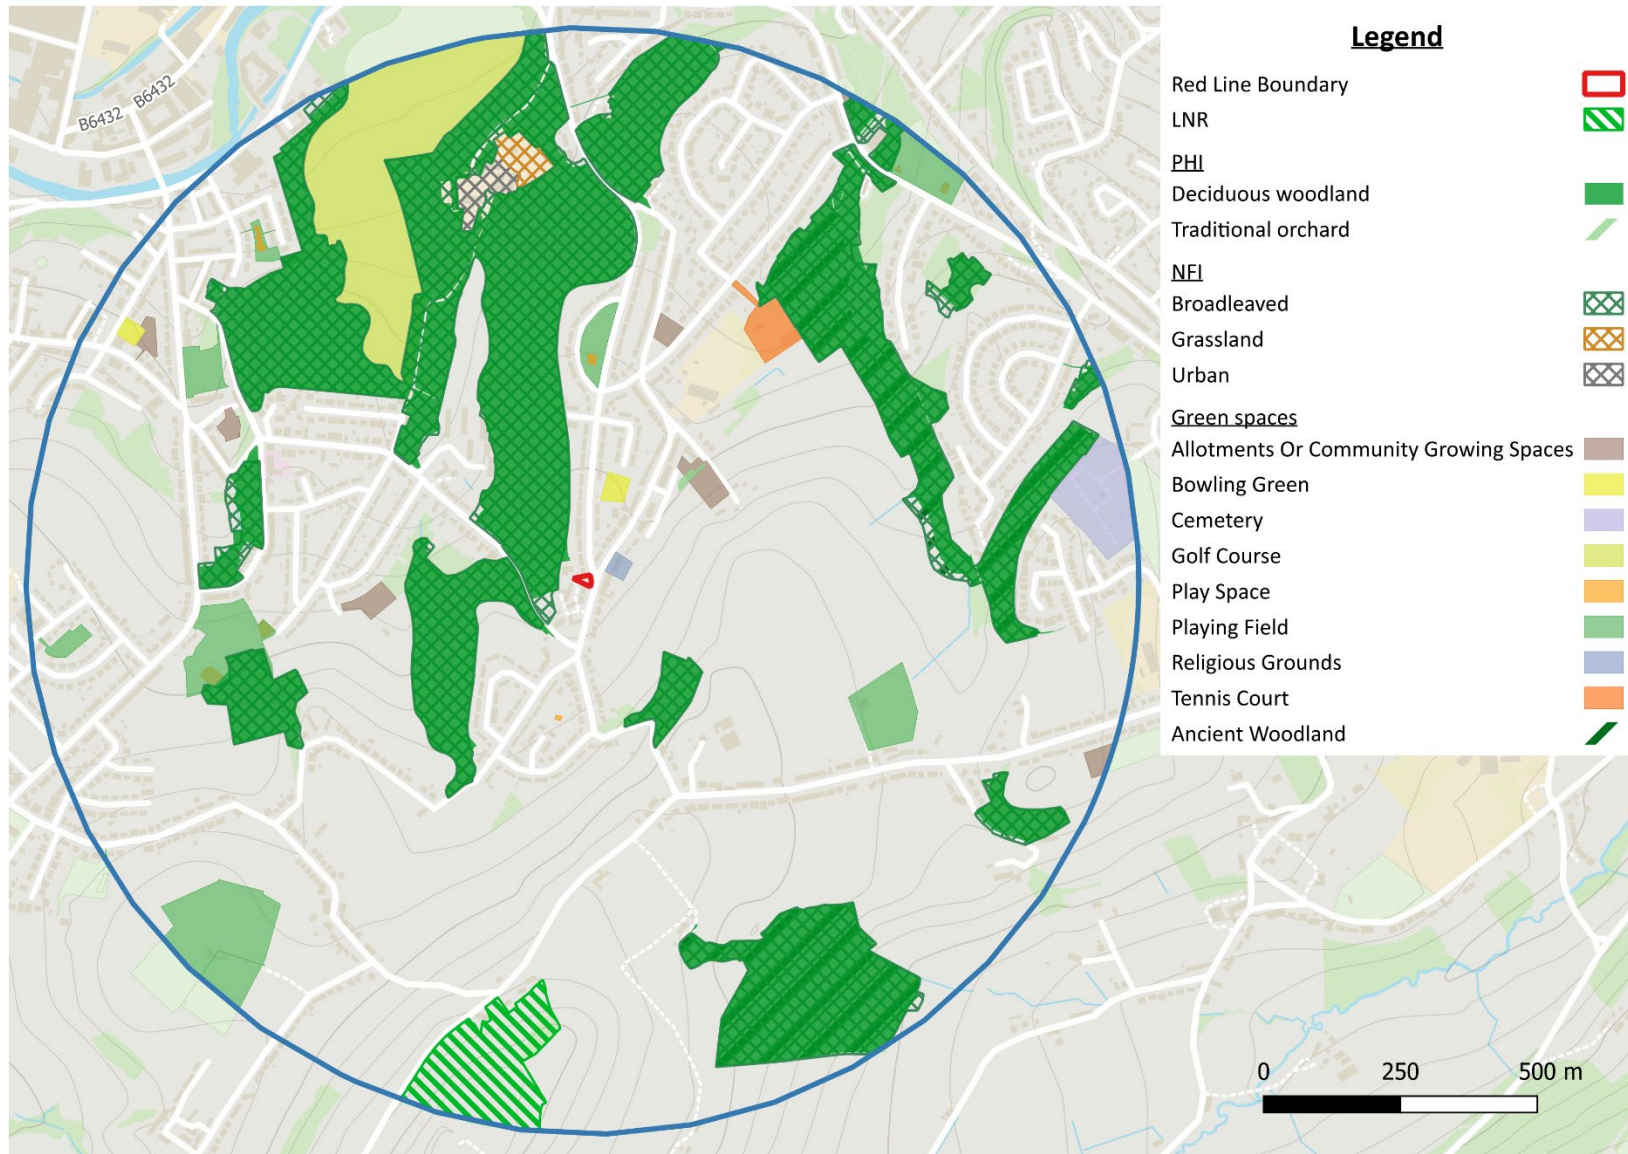 B6432
B6432
Legend
Red Line Boundary
LNR
PHI
Deciduous woodland
Traditional orchard
NFI
Broadleaved
Grassland
Urban
Green spaces
Allotments Or Community Growing Spaces
Bowling Green
Cemetery
Golf Course
Play Space
Playing Field
Religious Grounds
Tennis Court
Ancient Woodland
0 250 500 m